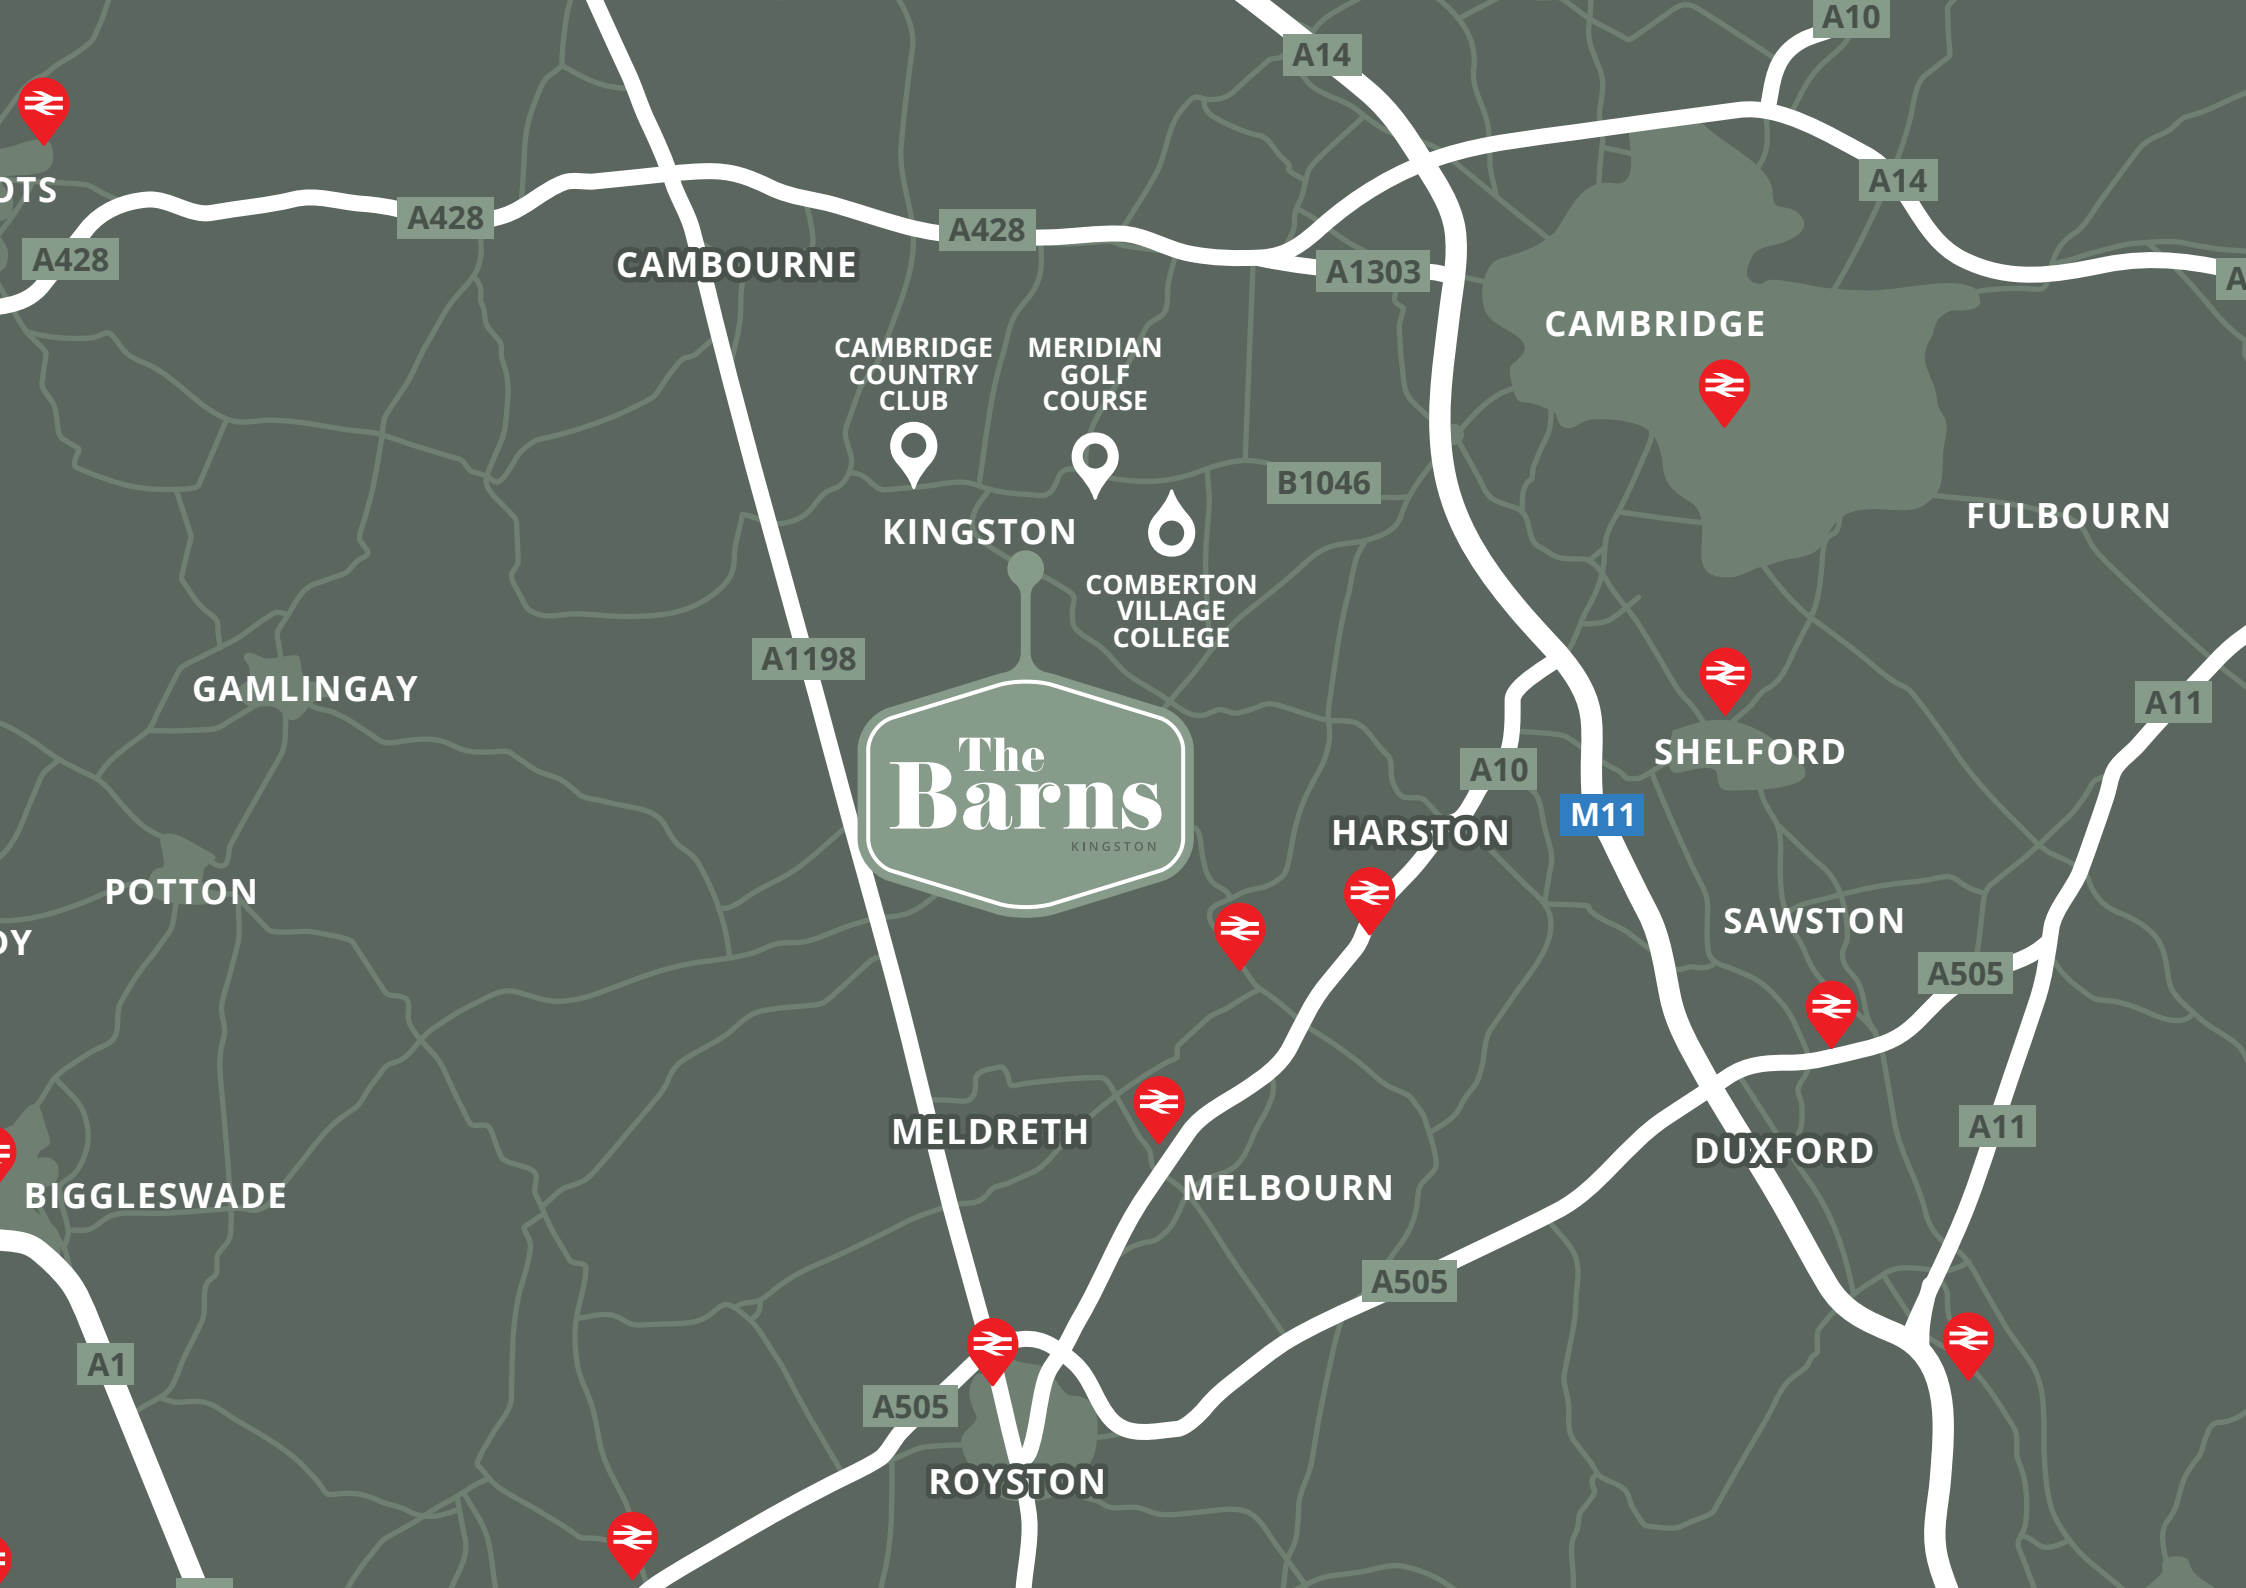 A10
A14
A14
OTS
A428
A428
A428
A1303
A
CAMBOURNE
CAMBRIDGE
CAMBRIDGE
COUNTRY
CLUB
MERIDIAN
GOLF
COURSE
B1046
KINGSTON
FULBOURN
COMBERTON
VILLAGE
COLLEGE
A1198
GAMLINGAY
A11
SHELFORD
The
Barns
KINGSTON
A10
M11
HARSTON
POTTON
DY
SAWSTON
A505
MELDRETH
A11
DUXFORD
BIGGLESWADE
MELBOURN
A505
A1
A505
ROYSTON